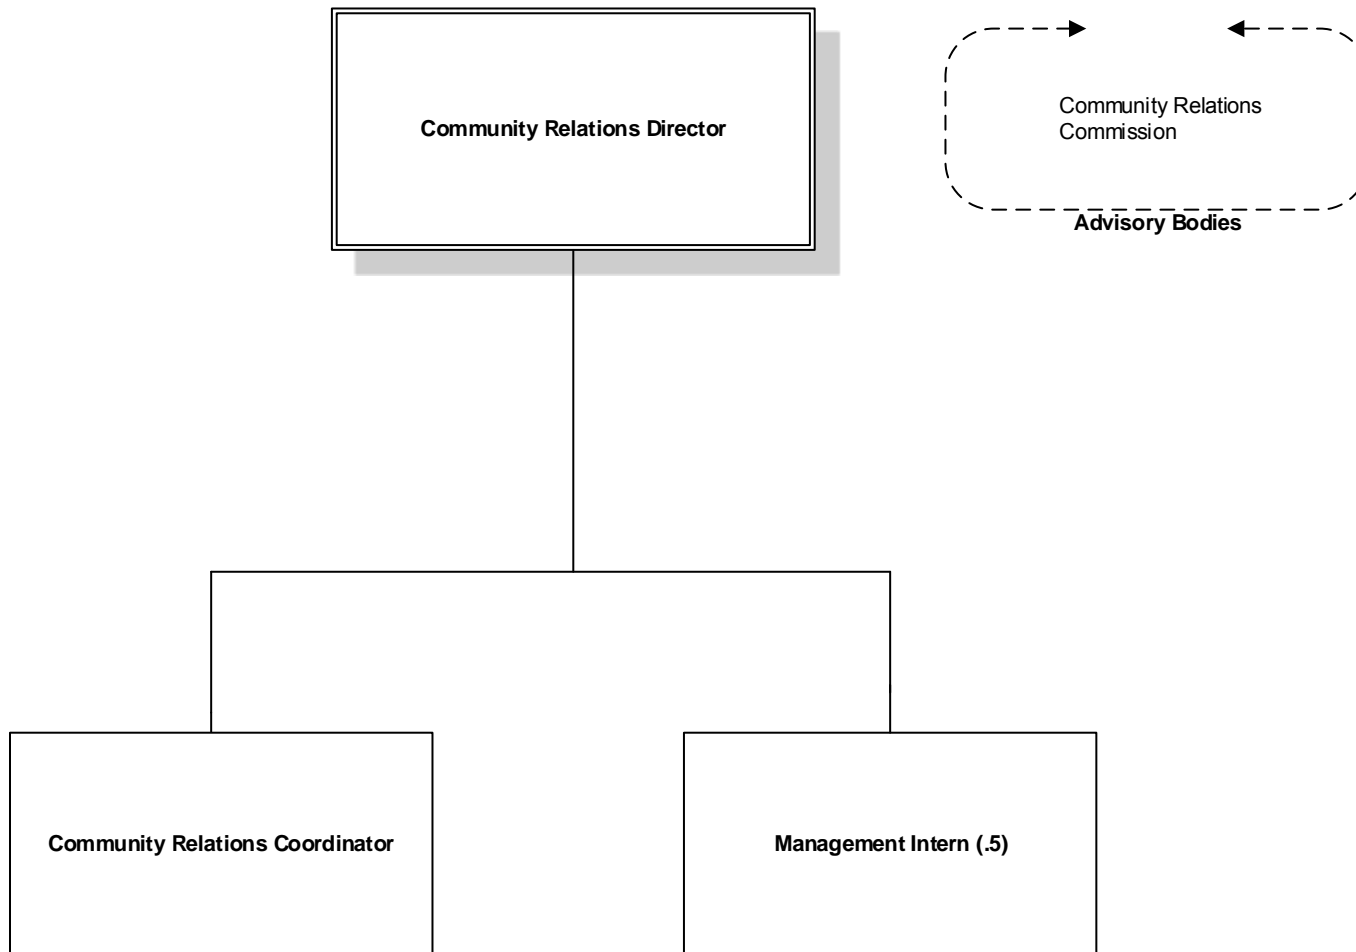 Community Relations Director
Community Relations
Commission
Advisory Bodies
Community Relations Coordinator
Management Intern (.5)